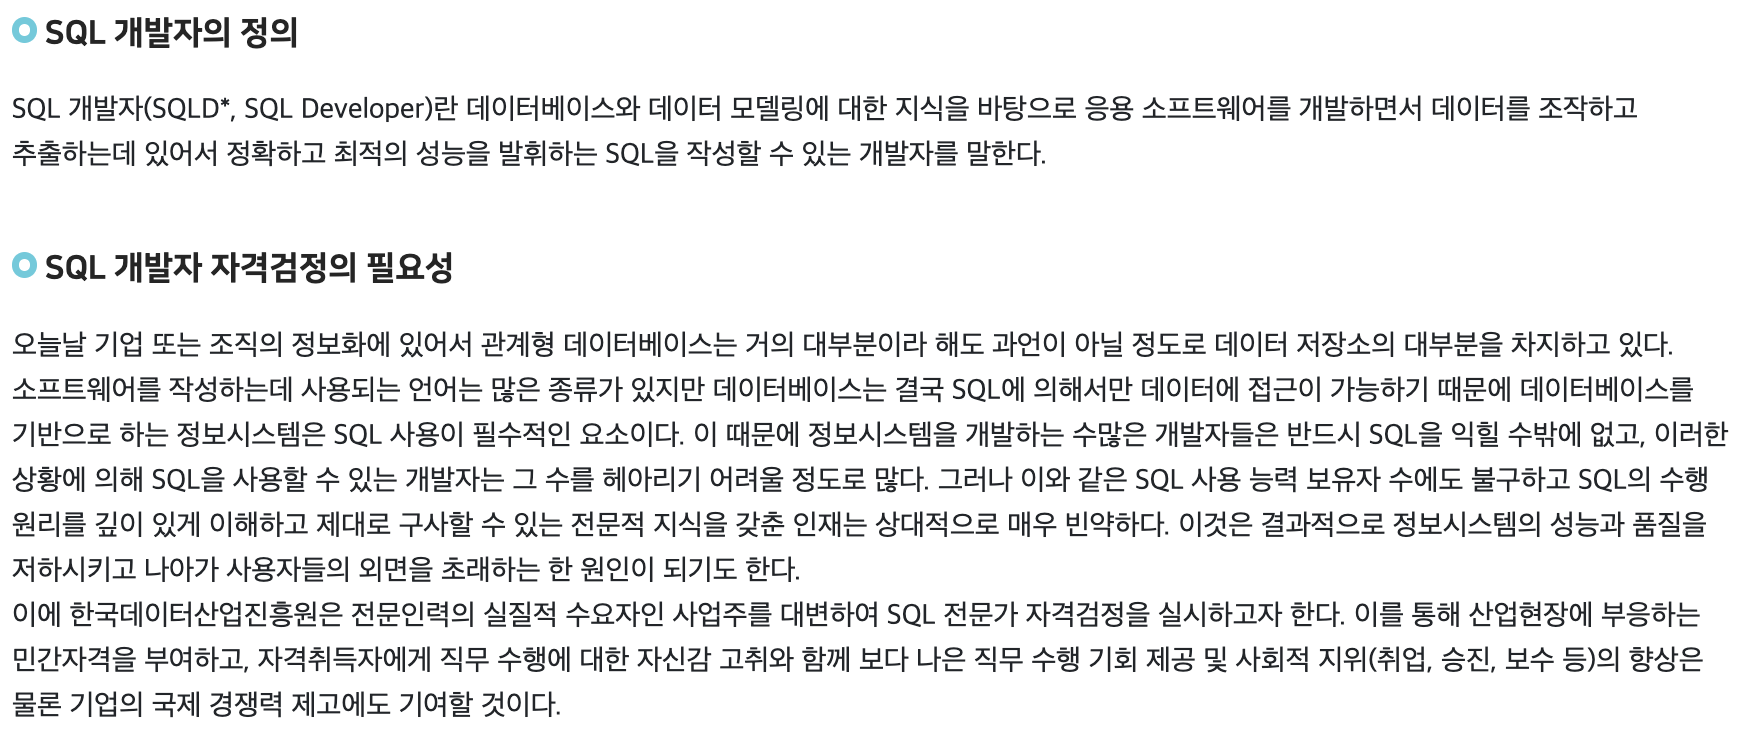 SQL 개발자의 정의
SQL 개발자(SQLD*, SQL Developer)란 데이터베이스와 데이터 모델링에 대한 지식을 바탕으로 응용 소프트웨어를 개발하면서 데이터를 조작하고
추출하는데 있어서 정확하고 최적의 성능을 발휘하는 SQL을 작성할 수 있는 개발자를 말한다.
SQL 개발자 자격검정의 필요성
오늘날 기업 또는 조직의 정보화에 있어서 관계형 데이터베이스는 거의 대부분이라 해도 과언이 아닐 정도로 데이터 저장소의 대부분을 차지하고 있다.
소프트웨어를 작성하는데 사용되는 언어는 많은 종류가 있지만 데이터베이스는 결국 SQL에 의해서만 데이터에 접근이 가능하기 때문에 데이터베이스를
기반으로 하는 정보시스템은 SQL 사용이 필수적인 요소이다. 이 때문에 정보시스템을 개발하는 수많은 개발자들은 반드시 SQL을 익힐 수밖에 없고, 이러한
상황에 의해 SQL을 사용할 수 있는 개발자는 그 수를 헤아리기 어려울 정도로 많다. 그러나 이와 같은 SQL 사용 능력 보유자 수에도 불구하고 SQL의 수행
원리를 깊이 있게 이해하고 제대로 구사할 수 있는 전문적 지식을 갖춘 인재는 상대적으로 매우 빈약하다. 이것은 결과적으로 정보시스템의 성능과 품질을
저하시키고 나아가 사용자들의 외면을 초래하는 한 원인이 되기도 한다.
이에 한국데이터산업진흥원은 전문인력의 실질적 수요자인 사업주를 대변하여 SQL 전문가 자격검정을 실시하고자 한다. 이를 통해 산업현장에 부응하는
민간자격을 부여하고, 자격취득자에게 직무 수행에 대한 자신감 고취와 함께 보다 나은 직무 수행 기회 제공 및 사회적 지위(취업, 승진, 보수 등)의 향상은
물론 기업의 국제 경쟁력 제고에도 기여할 것이다.